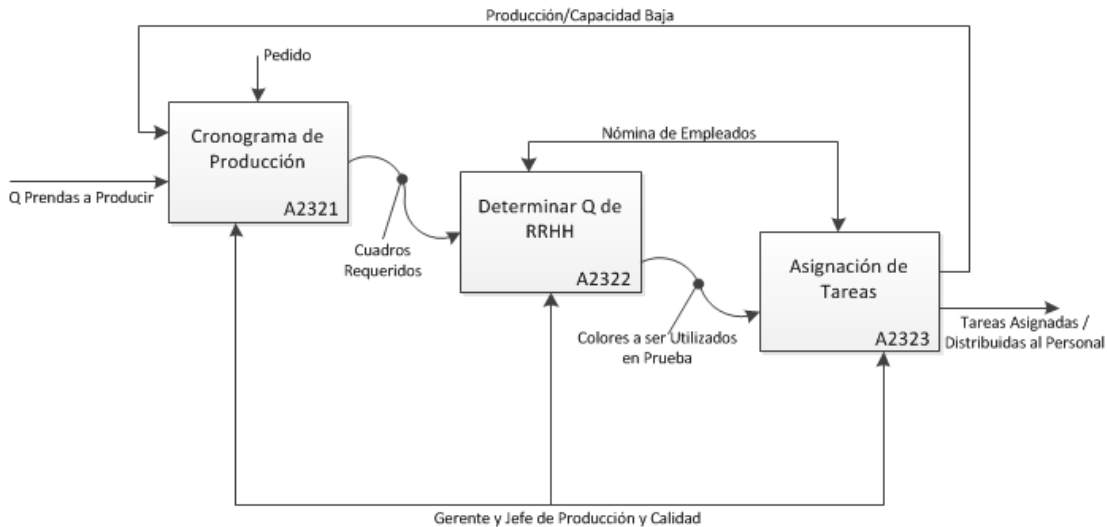 Producción/Capacidad Baja
Pedido
Cronograma de
Producción
A2321
Q Prendas a Producir
Nómina de Empleados
Determinar Q de
RRHH
A2322
Cuadros
Requeridos
Asignación de
Tareas
A2323
Colores a ser Utilizados
en Prueba
Tareas Asignadas /
Distribuidas al Personal
Gerente y Jefe de Producción y Calidad